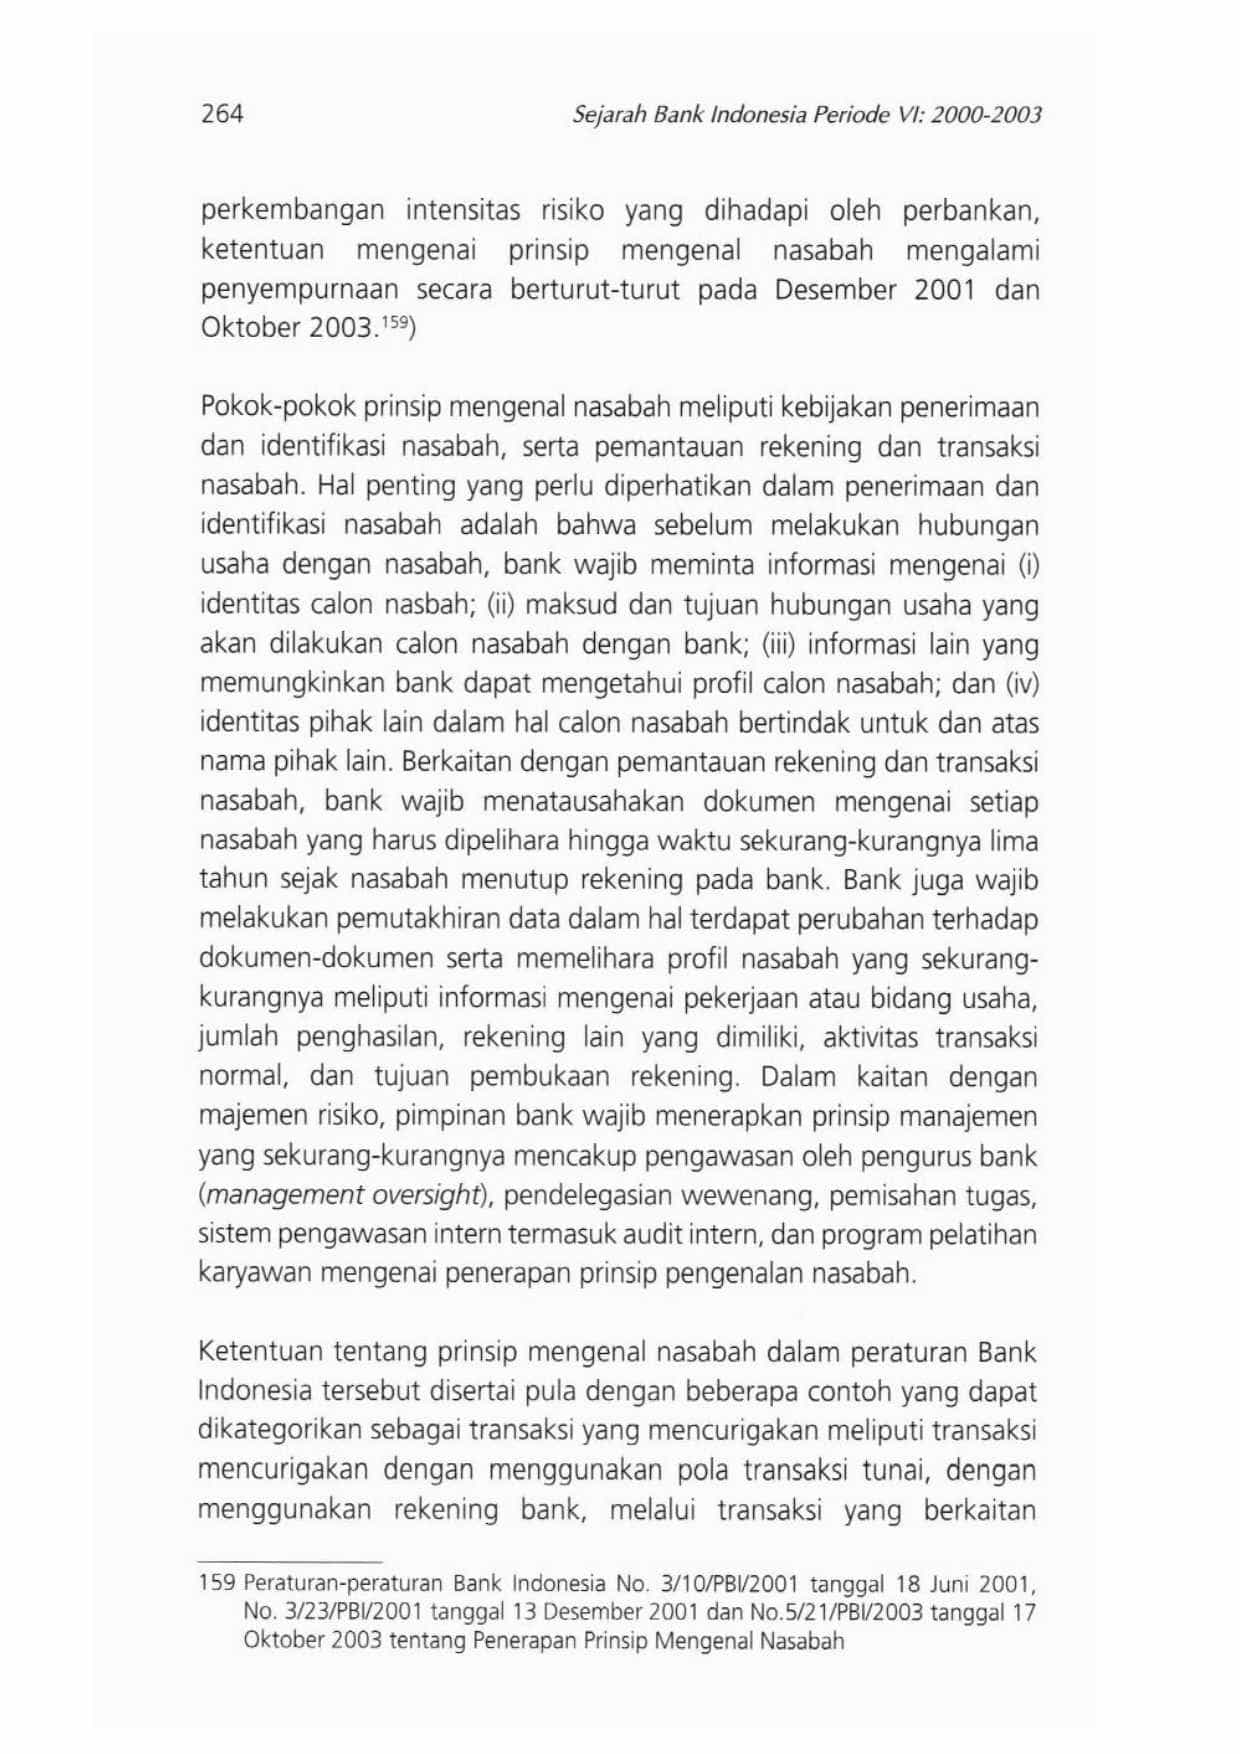 264 Sejarah Bank Indonesia Periode VI: 2000-2003
perkembangan intensitas risiko yang dihadapi oleh perbankan,
ketentuan mengenai prinsip mengenal nasabah mengalami
penyempurnaan secara berturut-turut pada Desember 2001 dan
Oktober 2003.159)
Pokok-pokok prinsip mengenal nasabah meliputi kebijakan penerimaan
dan identifikasi nasabah, serta pemantauan rekening dan transaksi
nasabah. Hal penting yang perlu diperhatikan dalam penerimaan dan
identifikasi nasabah adalah bahwa sebelum melakukan hubungan
usaha dengan nasabah, bank wajib meminta informasi mengenai (i)
identitas calon nasbah; (ii) maksud dan tujuan hubungan usaha yang
akan dilakukan calon nasabah dengan bank; (iii) informasi lain yang
memungkinkan bank dapat mengetahui profil calon nasabah; dan (iv)
identitas pihak lain dalam hal calon nasabah bertindak untuk dan atas
nama pihak lain. Berkaitan dengan pemantauan rekening dan transaksi
nasabah, bank wajib menatausahakan dokumen mengenai setiap
nasabah yang harus dipelihara hingga waktu sekurang-kurangnya lima
tahun sejak nasabah menutup rekening pada bank. Bank juga wajib
melakukan pemutakhiran data dalam hal terdapat perubahan terhadap
dokumen-dokumen serta memelihara profil nasabah yang sekurang-
kurangnya meliputi informasi mengenai pekerjaan atau bidang usaha,
jumlah penghasilan, rekening lain yang dimiliki, aktivitas transaksi
normal, dan tujuan pembukaan rekening. Dalam kaitan dengan
majemen risiko, pimpinan bank wajib menerapkan prinsip manajemen
yang sekurang-kurangnya mencakup pengawasan oleh pengurus bank
(management oversight), pendelegasian wewenang, pemisahan tugas,
sistem pengawasan intern termasuk audit intern, dan program pelatihan
karyawan mengenai penerapan prinsip pengenalan nasabah.
Ketentuan tentang prinsip mengenal nasabah dalam peraturan Bank
Indonesia tersebut disertai pula dengan beberapa contoh yang dapat
dikategorikan sebagai transaksi yang mencurigakan meliputi transaksi
mencurigakan dengan menggunakan pola transaksi tunai, dengan
menggunakan rekening bank, melalui transaksi yang berkaitan
159 Peraturan-peraturan Bank Indonesia No. 3/10/PBI/2001 tanggal 18 Juni 2001,
No. 3/23/PBI/2001 tanggal 13 Desember 2001 dan No.5/21/PBI/2003 tanggal 17
Oktober 2003 tentang Penerapan Prinsip Mengenal Nasabah